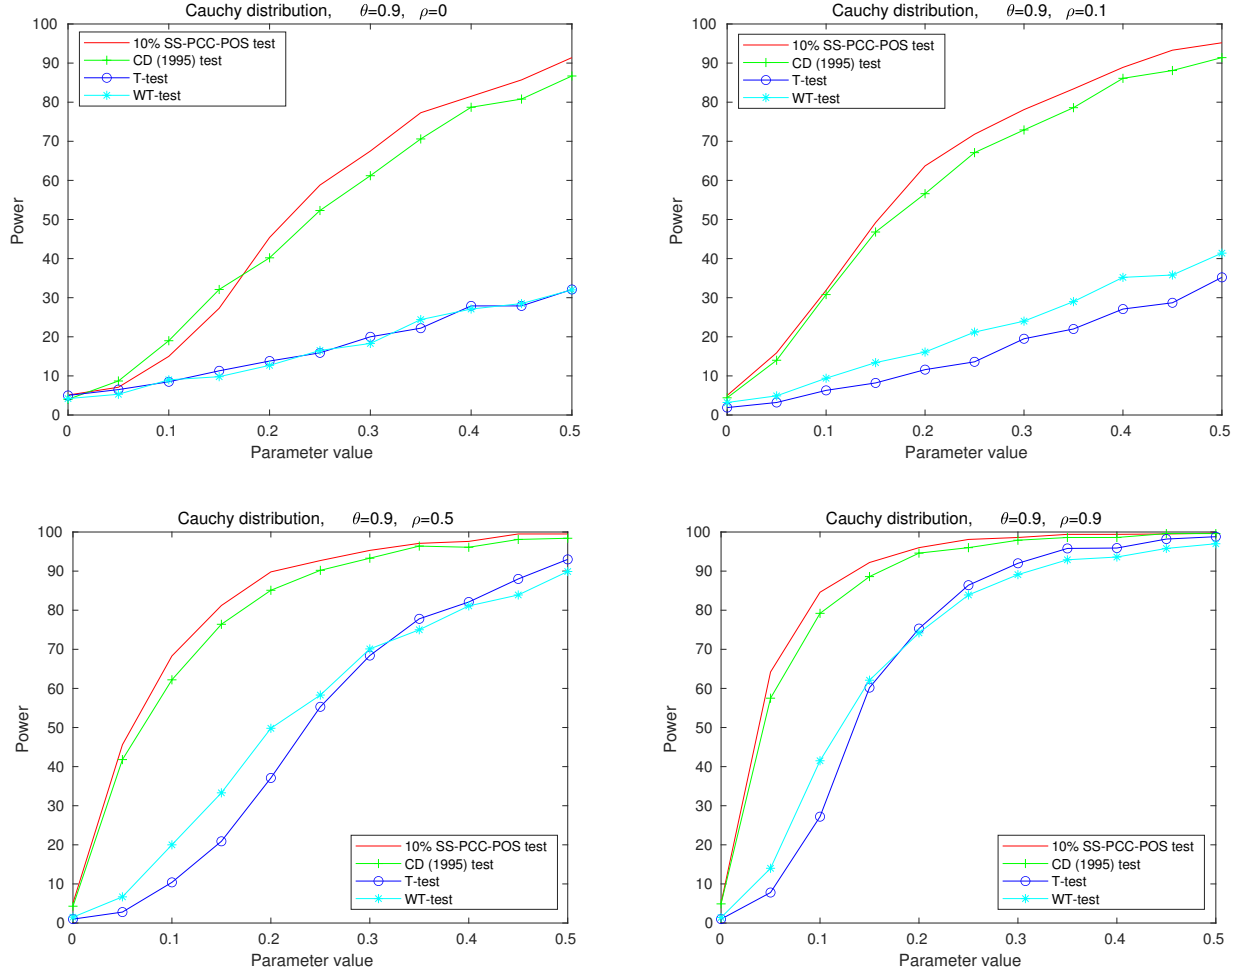 Cauchy distribution, θ=0.9, ρ=0
100
90
80
70
60
50
40
30
20
10
0
Power
10% SS-PCC-POS test
CD (1995) test
T-test
WT-test
0 0.1 0.2 0.3 0.4 0.5
Parameter value
Cauchy distribution, θ=0.9, ρ=0.1
100
90
80
70
60
50
40
30
20
10
0
Power
10% SS-PCC-POS test
CD (1995) test
T-test
WT-test
0 0.1 0.2 0.3 0.4 0.5
Parameter value
Cauchy distribution, θ=0.9, ρ=0.5
100
90
80
70
60
50
40
30
20
10
0
Power
10% SS-PCC-POS test
CD (1995) test
T-test
WT-test
0 0.1 0.2 0.3 0.4 0.5
Parameter value
Cauchy distribution, θ=0.9, ρ=0.9
100
90
80
70
60
50
40
30
20
10
0
Power
10% SS-PCC-POS test
CD (1995) test
T-test
WT-test
0 0.1 0.2 0.3 0.4 0.5
Parameter value